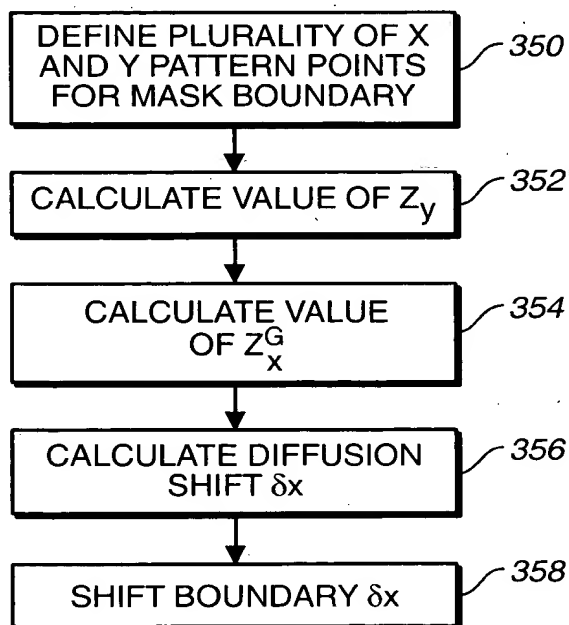 DEFINE PLURALITY OF X
AND Y PATTERN POINTS
FOR MASK BOUNDARY
350
CALCULATE VALUE OF Zy
352
CALCULATE VALUE
OF ZxG
354
CALCULATE DIFFUSION
SHIFT δx
356
SHIFT BOUNDARY δx
358